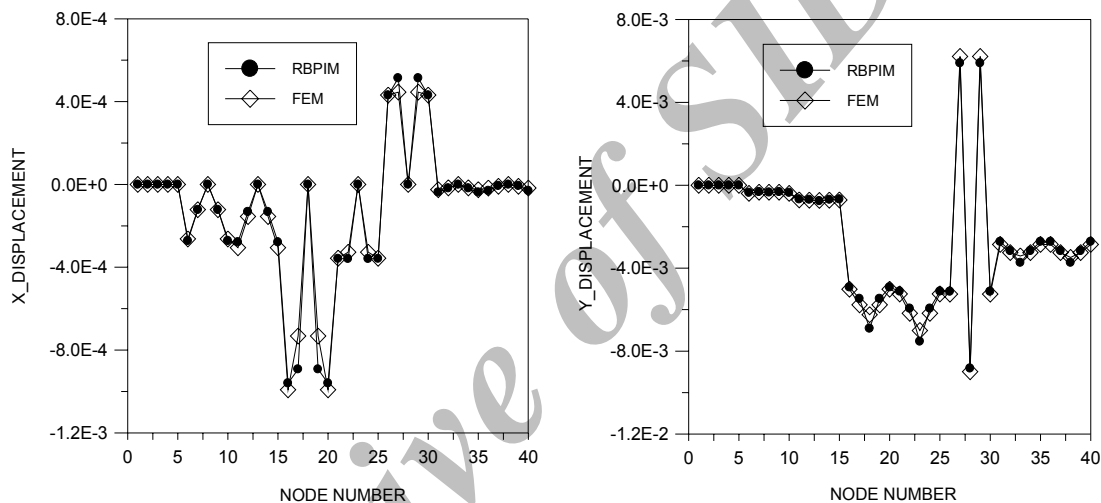 8.0E-4
4.0E-4
0.0E+0
-4.0E-4
-8.0E-4
-1.2E-3
X_DISPLACEMENT
RBPIM
FEM
0 5 10 15 20 25 30 35 40
NODE NUMBER
8.0E-3
4.0E-3
0.0E+0
-4.0E-3
-8.0E-3
-1.2E-2
Y_DISPLACEMENT
RBPIM
FEM
0 5 10 15 20 25 30 35 40
NODE NUMBER
ive of SID